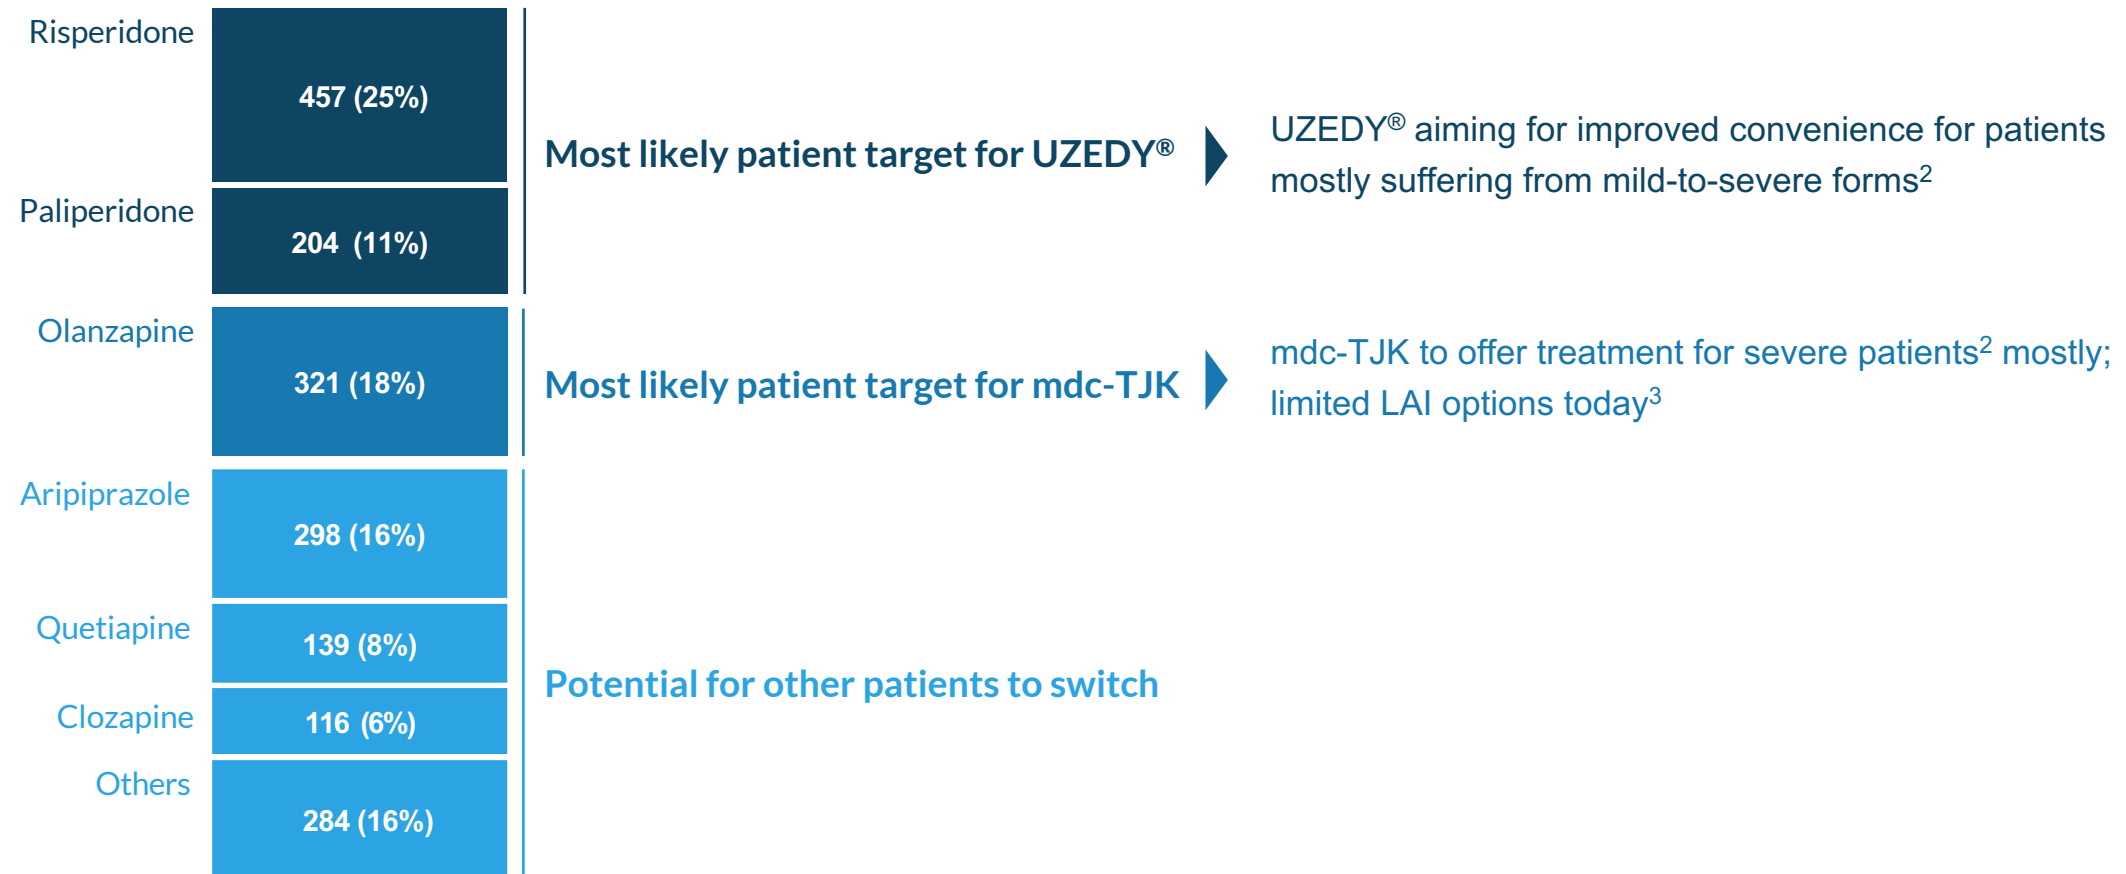 Risperidone
457 (25%)
Paliperidone
204 (11%)
Most likely patient target for UZEDY®
UZEDY® aiming for improved convenience for patients
mostly suffering from mild-to-severe forms²
Olanzapine
321 (18%)
Most likely patient target for mdc-TJK
mdc-TJK to offer treatment for severe patients² mostly;
limited LAI options today³
Aripiprazole
298 (16%)
Quetiapine
139 (8%)
Clozapine
116 (6%)
Others
284 (16%)
Potential for other patients to switch